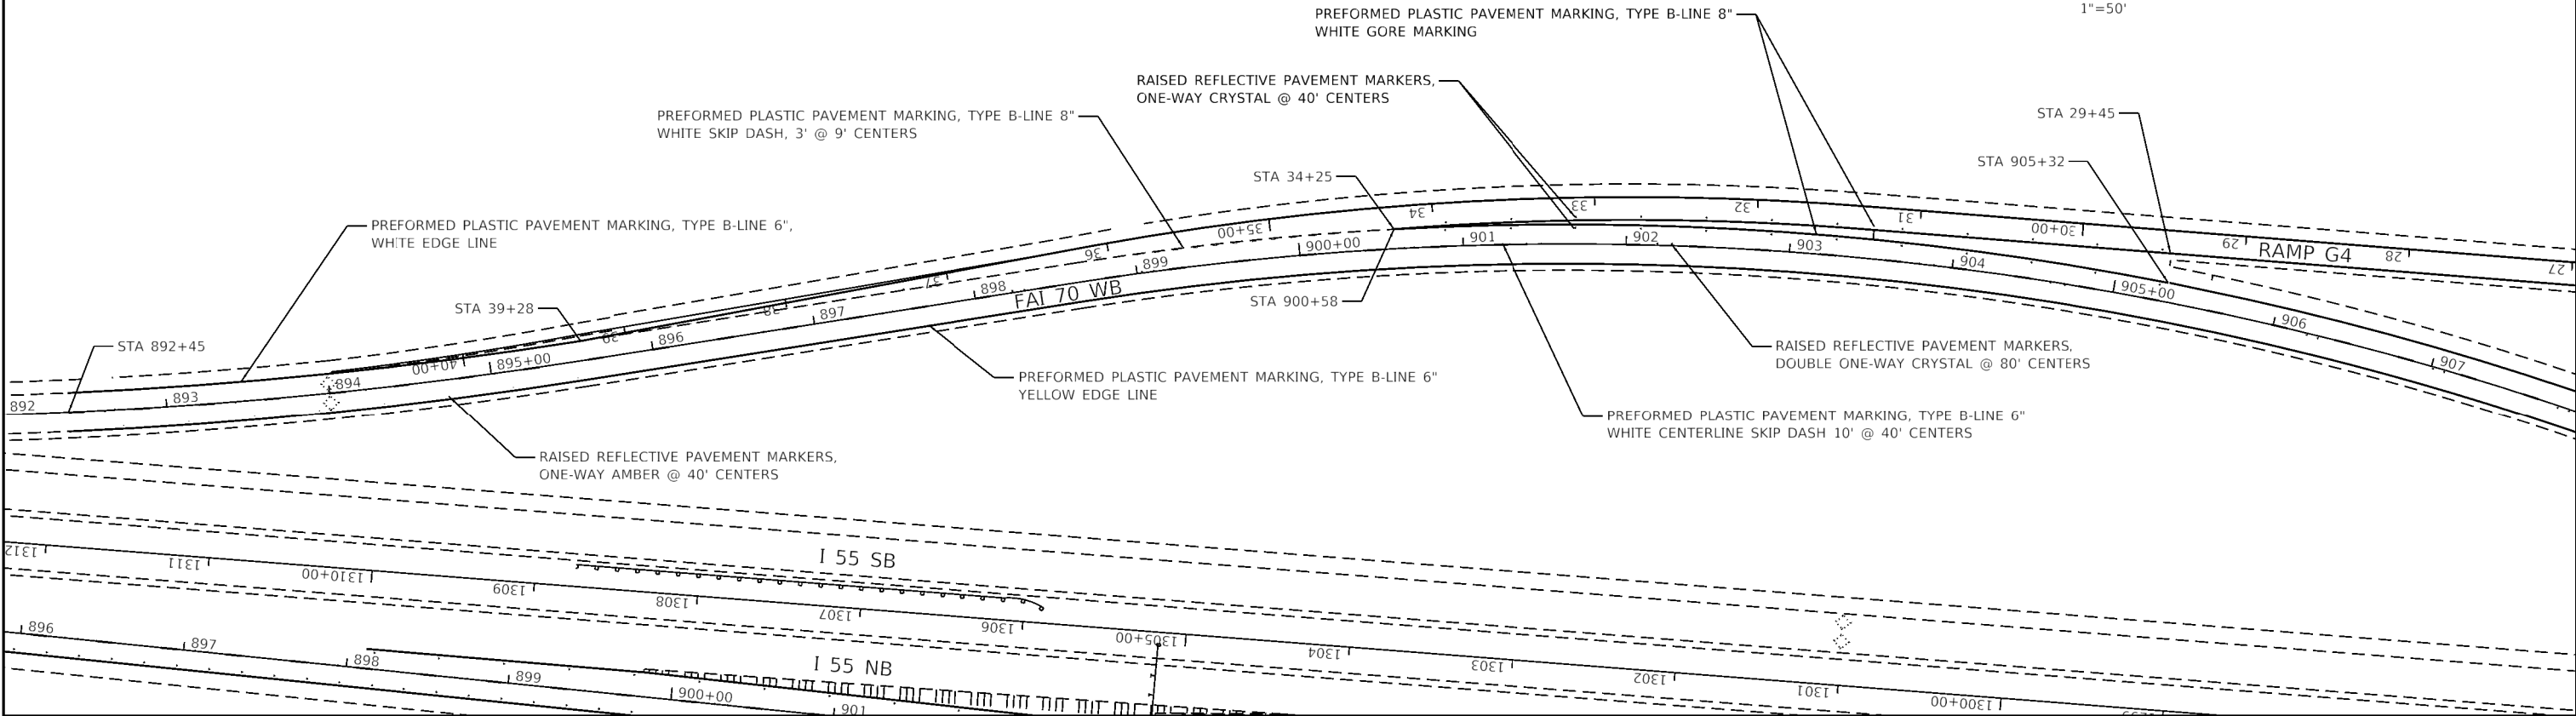 1"=50'
PREFORMED PLASTIC PAVEMENT MARKING, TYPE B-LINE 8"
WHITE GORE MARKING
RAISED REFLECTIVE PAVEMENT MARKERS,
ONE-WAY CRYSTAL @ 40' CENTERS
PREFORMED PLASTIC PAVEMENT MARKING, TYPE B-LINE 8"
WHITE SKIP DASH, 3' @ 9' CENTERS
STA 29+45
STA 905+32
STA 34+25
PREFORMED PLASTIC PAVEMENT MARKING, TYPE B-LINE 6",
WHITE EDGE LINE
STA 39+28
STA 892+45
40+00
39
38
37
36
35+00
34
33
32
31
30+00
29
RAMP G4
28
27
892
893
894
895+00
896
897
898
FAI 70 WB
899
900+00
901
902
903
904
905+00
906
907
STA 900+58
RAISED REFLECTIVE PAVEMENT MARKERS,
DOUBLE ONE-WAY CRYSTAL @ 80' CENTERS
PREFORMED PLASTIC PAVEMENT MARKING, TYPE B-LINE 6"
YELLOW EDGE LINE
PREFORMED PLASTIC PAVEMENT MARKING, TYPE B-LINE 6"
WHITE CENTERLINE SKIP DASH 10' @ 40' CENTERS
RAISED REFLECTIVE PAVEMENT MARKERS,
ONE-WAY AMBER @ 40' CENTERS
I 55 SB
1312
1311
1310+00
1309
1308
1307
1306
1305+00
1304
1303
1302
1301
1300+00
896
897
898
899
I 55 NB
900+00
901